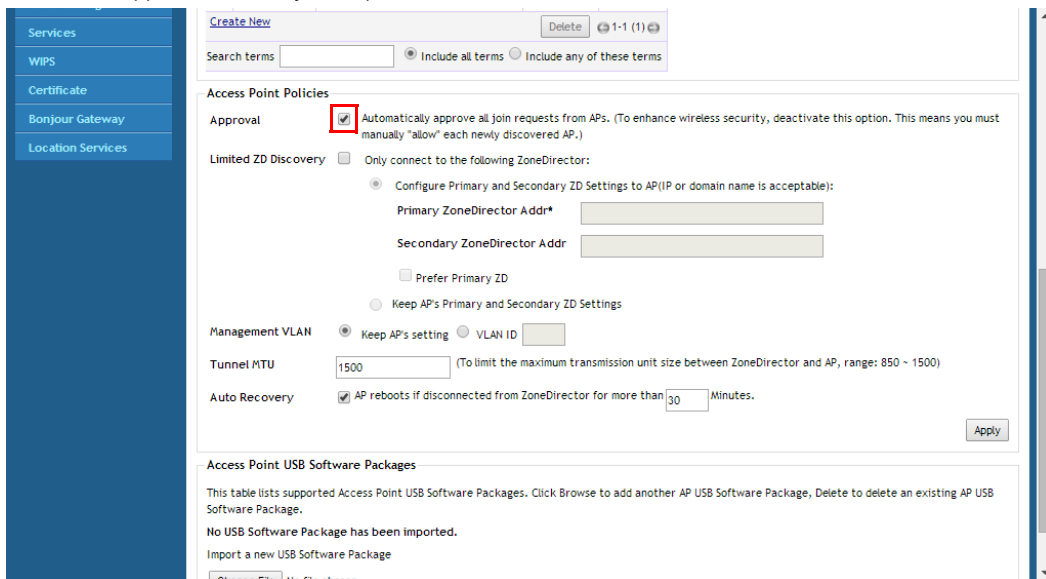 Create New
Delete
1-1 (1)
Search terms
Include all terms
Include any of these terms
Services
WIPS
Certificate
Bonjour Gateway
Location Services
Access Point Policies
Approval
Automatically approve all join requests from APs. (To enhance wireless security, deactivate this option. This means you must
manually "allow" each newly discovered AP.)
Limited ZD Discovery
Only connect to the following ZoneDirector:
Configure Primary and Secondary ZD Settings to AP(IP or domain name is acceptable):
Primary ZoneDirector Addr*
Secondary ZoneDirector Addr
Prefer Primary ZD
Keep AP's Primary and Secondary ZD Settings
Management VLAN
Keep AP's setting
VLAN ID
Tunnel MTU
1500
(To limit the maximum transmission unit size between ZoneDirector and AP, range: 850 ~ 1500)
Auto Recovery
AP reboots if disconnected from ZoneDirector for more than 30 Minutes.
Apply
Access Point USB Software Packages
This table lists supported Access Point USB Software Packages. Click Browse to add another AP USB Software Package, Delete to delete an existing AP USB
Software Package.
No USB Software Package has been imported.
Import a new USB Software Package